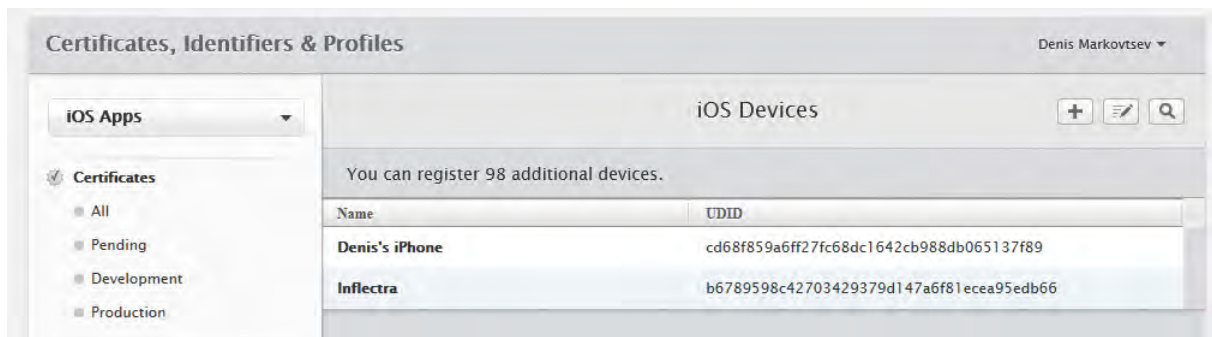 Certificates, Identifiers & Profiles
Denis Markovtsev
iOS Apps
iOS Devices
Certificates
All
Pending
Development
Production
You can register 98 additional devices.
Name UDID
Denis's iPhone cd68f859a6ff27fc68dc1642cb988db065137f89
Inflectra b6789598c42703429379d147a6f81ecea95edb66